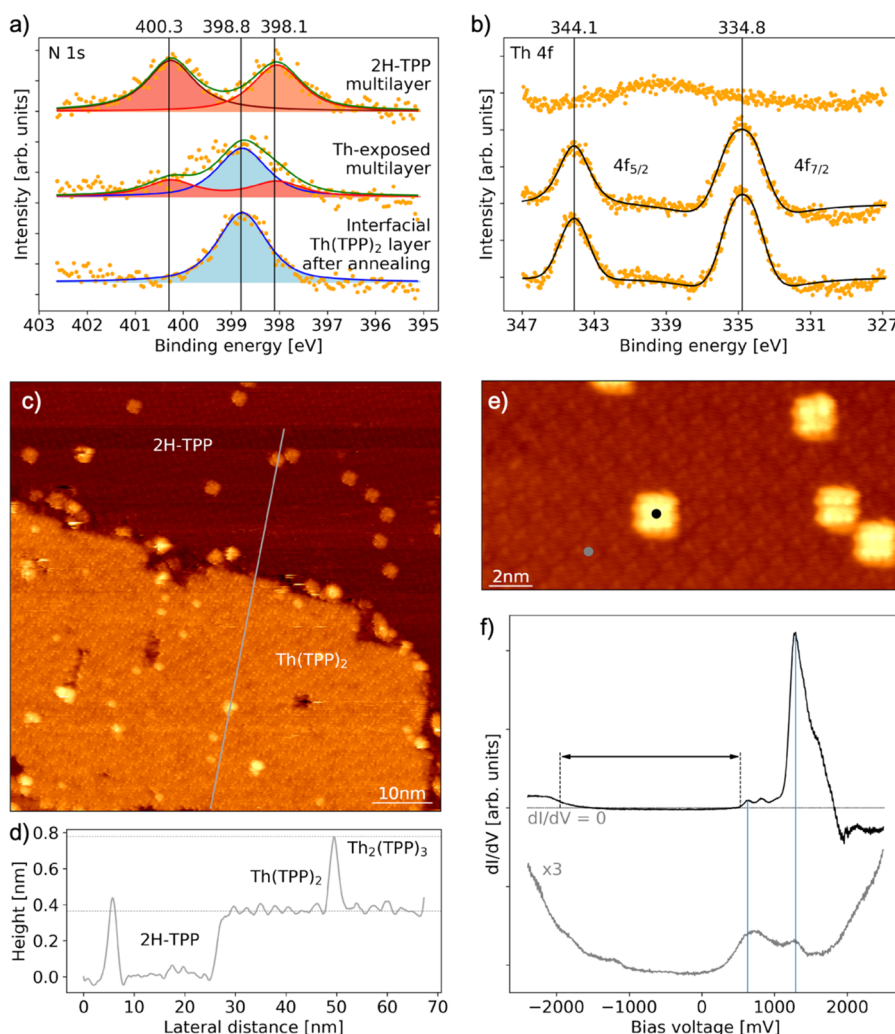 a)
400.3
398.8
398.1
N 1s
2H-TPP
multilayer
Th-exposed
multilayer
Interfacial
Th(TPP)₂ layer
after annealing
Intensity [arb. units]
403 402 401 400 399 398 397 396 395
Binding energy [eV]
b)
344.1
334.8
Th 4f
4f5/2
4f7/2
Intensity [arb. units]
347 343 339 335 331 327
Binding energy [eV]
c)
2H-TPP
Th(TPP)₂
10nm
d)
0.8
0.6
0.4
0.2
0.0
Height [nm]
Th₂(TPP)₃
Th(TPP)₂
2H-TPP
0 10 20 30 40 50 60 70
Lateral distance [nm]
e)
2nm
f)
dI/dV [arb. units]
dI/dV = 0
x3
−2000 −1000 0 1000 2000
Bias voltage [mV]